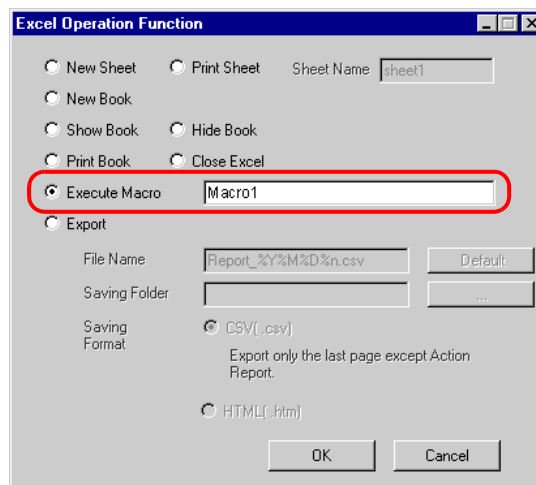 Excel Operation Function
New Sheet Print Sheet Sheet Name sheet1
New Book
Show Book Hide Book
Print Book Close Excel
Execute Macro Macro1
Export
File Name Report_%Y%M%D%n.csv Default
Saving Folder ...
Saving Format CSV( .csv)
Export only the last page except Action
Report.
HTML( .htm)
OK Cancel